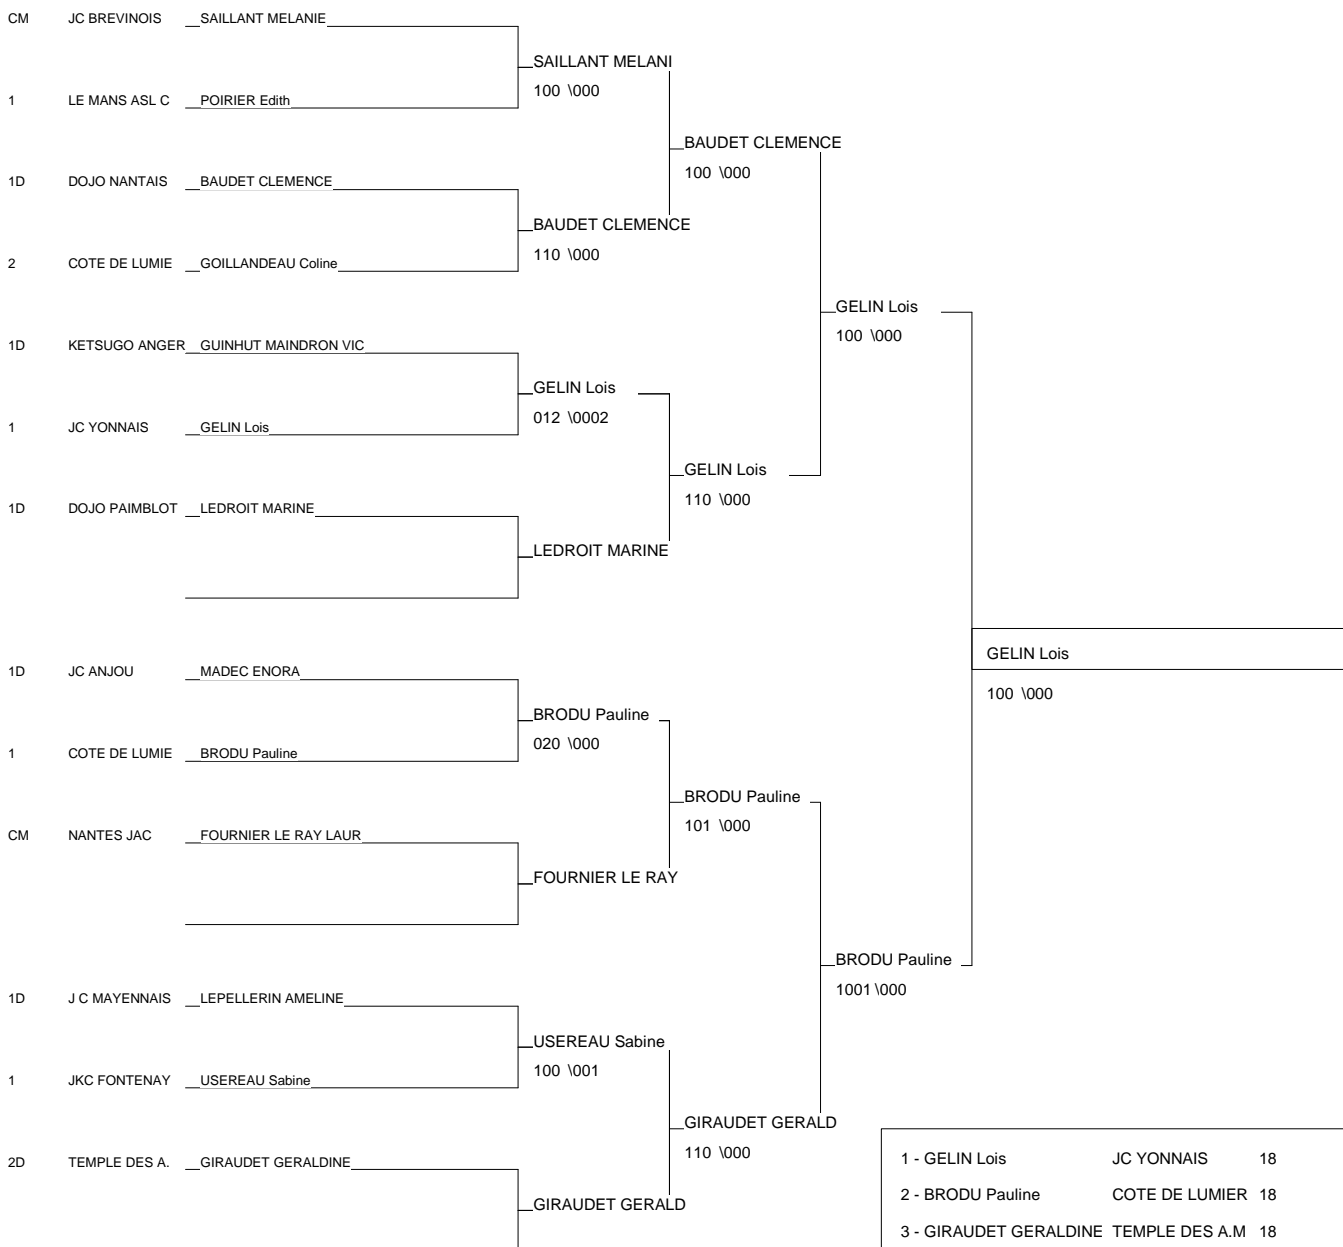 CM JC BREVINOIS SAILLANT MELANIE
SAILLANT MELANI
100 \000
1 LE MANS ASL C POIRIER Edith
BAUDET CLEMENCE
100 \000
1D DOJO NANTAIS BAUDET CLEMENCE
BAUDET CLEMENCE
110 \000
2 COTE DE LUMIE GOILLANDEAU Coline
GELIN Lois
100 \000
1D KETSUGO ANGER GUINHUT MAINDRON VIC
GELIN Lois
012 \0002
1 JC YONNAIS GELIN Lois
GELIN Lois
110 \000
1D DOJO PAIMBLOT LEDROIT MARINE
LEDROIT MARINE
GELIN Lois
100 \000
1D JC ANJOU MADEC ENORA
BRODU Pauline
020 \000
1 COTE DE LUMIE BRODU Pauline
BRODU Pauline
101 \000
CM NANTES JAC FOURNIER LE RAY LAUR
FOURNIER LE RAY
BRODU Pauline
1001 \000
1D J C MAYENNAIS LEPELLERIN AMELINE
USEREAU Sabine
100 \001
1 JKC FONTENAY USEREAU Sabine
GIRAUDET GERALD
110 \000
2D TEMPLE DES A. GIRAUDET GERALDINE
GIRAUDET GERALD
1 - GELIN Lois JC YONNAIS 18
2 - BRODU Pauline COTE DE LUMIER 18
3 - GIRAUDET GERALDINE TEMPLE DES A.M 18